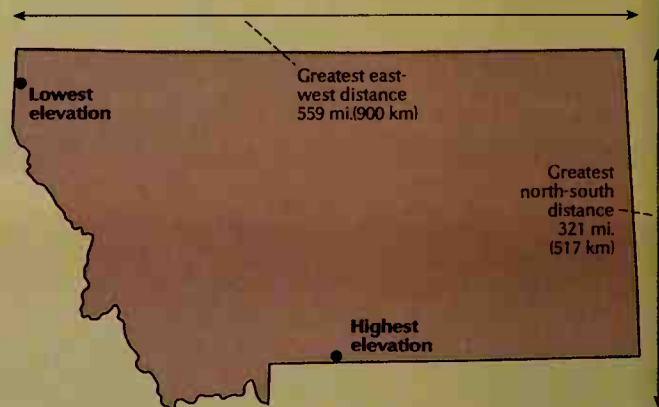 Greatest east-
west distance
559 mi.(900 km)
Lowest
elevation
Greatest
north-south
distance
321 mi.
(517 km)
Highest
elevation